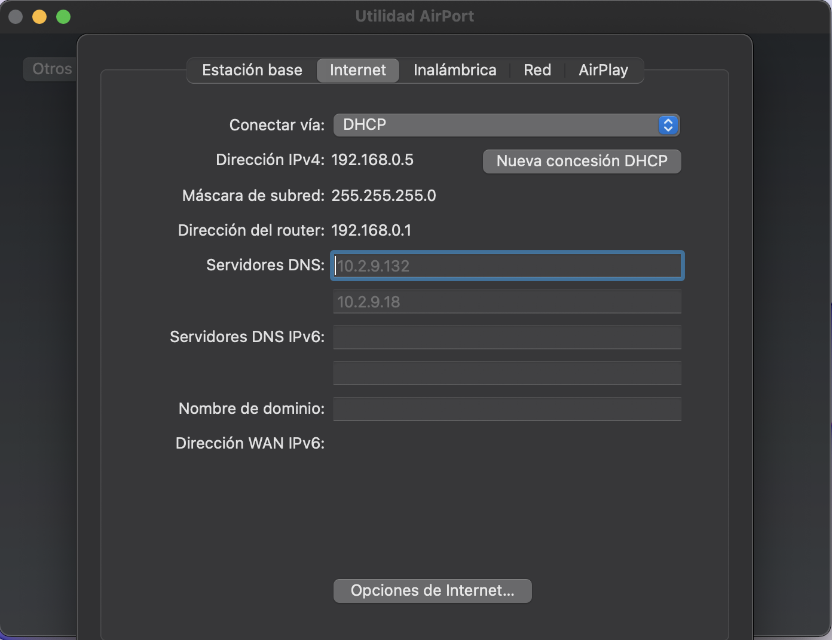 Utilidad AirPort
Otros
Estación base Internet Inalámbrica Red AirPlay
Conectar vía: DHCP
Dirección IPv4: 192.168.0.5 Nueva concesión DHCP
Máscara de subred: 255.255.255.0
Dirección del router: 192.168.0.1
Servidores DNS: 10.2.9.132
10.2.9.18
Servidores DNS IPv6:
Nombre de dominio:
Dirección WAN IPv6:
Opciones de Internet...